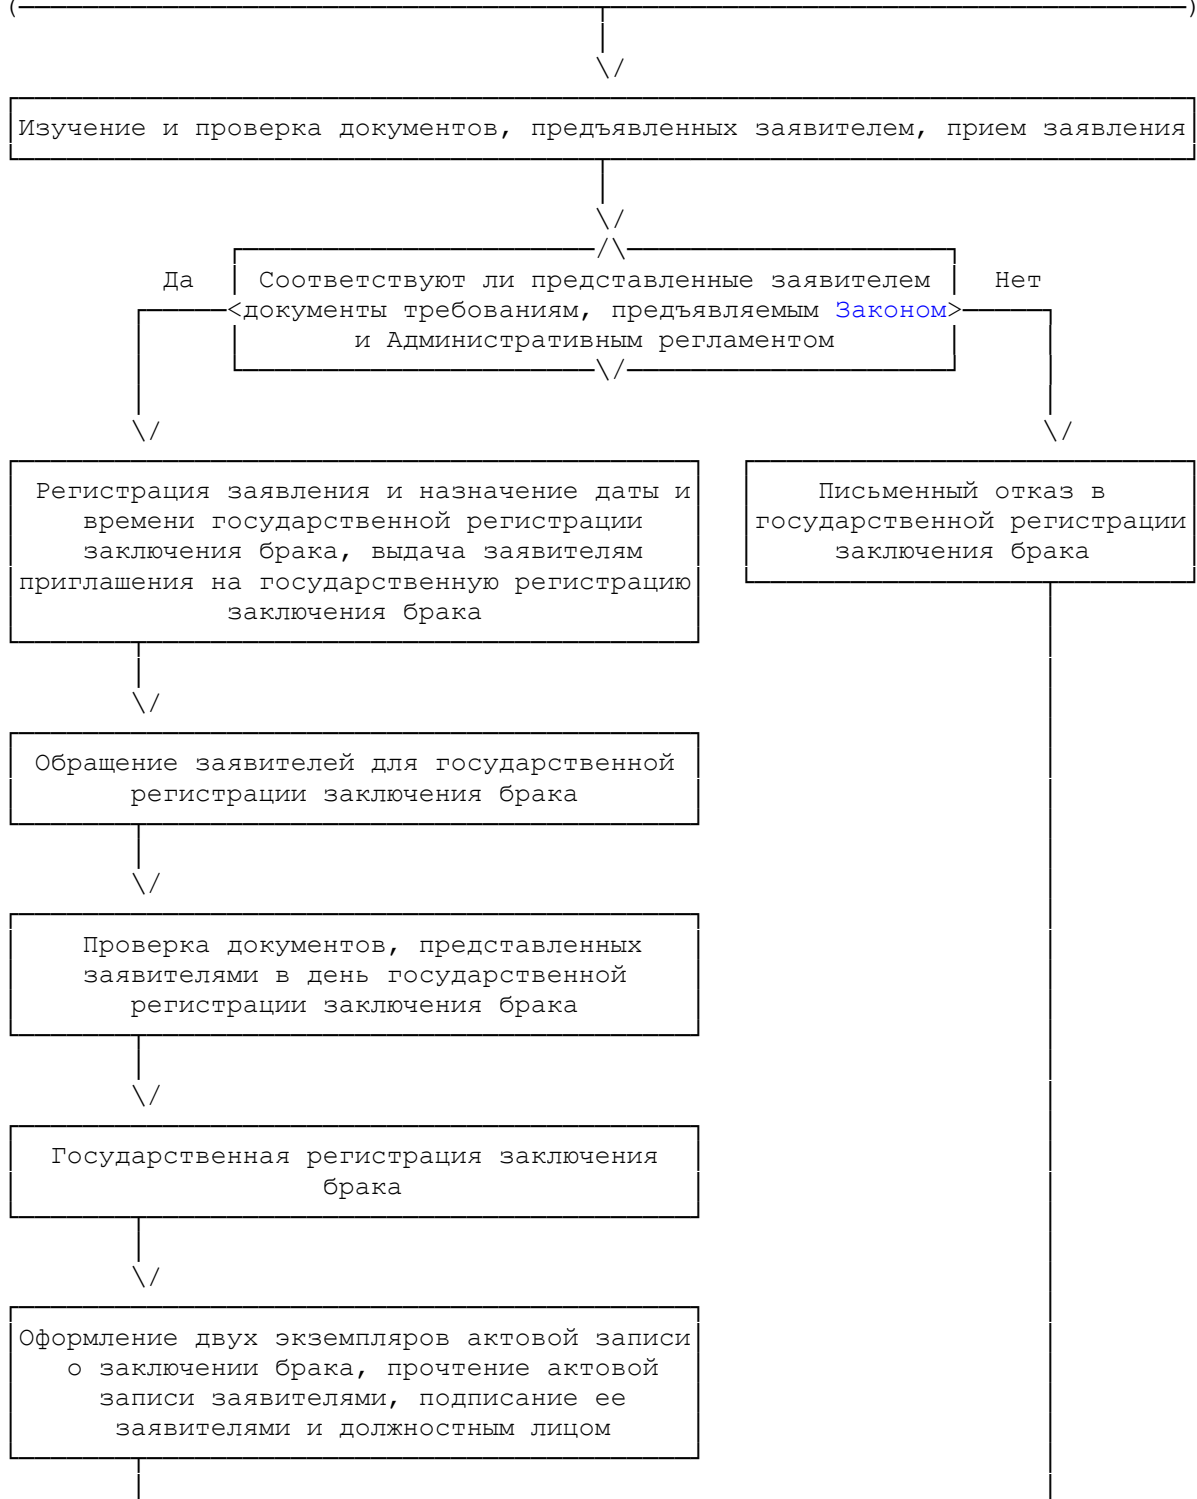 Изучение и проверка документов, предъявленных заявителем, прием заявления
Да
Соответствуют ли представленные заявителем
Нет
<документы требованиям, предъявляемым Законом>
и Административным регламентом
Регистрация заявления и назначение даты и
времени государственной регистрации
заключения брака, выдача заявителям
приглашения на государственную регистрацию
заключения брака
Письменный отказ в
государственной регистрации
заключения брака
Обращение заявителей для государственной
регистрации заключения брака
Проверка документов, представленных
заявителями в день государственной
регистрации заключения брака
Государственная регистрация заключения
брака
Оформление двух экземпляров актовой записи
о заключении брака, прочтение актовой
записи заявителями, подписание ее
заявителями и должностным лицом